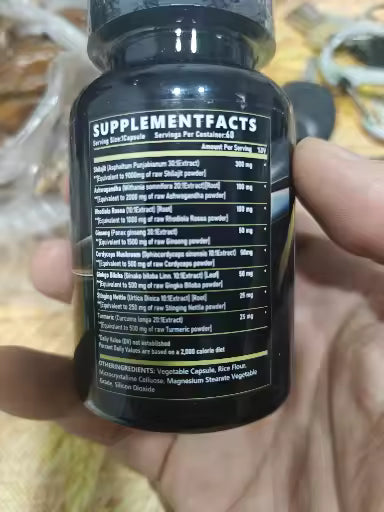 SUPPLEMENTFACTS
Serving Size:1Capsule Servings Per Container:60
Amount Per Serving %DV
Shilajit (Asphaltum Punjabianum 30:1Extract) 300 mg *
*[Equivalent to 9000mg of raw Shilajit powder]
Ashwagandha (Withania somnifera 20:1Extract)[Root] 100 mg *
*[Equivalent to 2000 mg of raw Ashwagandha powder]
Rhodiola Rosea (10:1Extract) [Root] 100 mg *
*[Equivalent to 1000 mg of raw Rhodiola Rosea powder]
Ginseng (Panax ginseng 30:1Extract) 50 mg *
*[Equivalent to 1500 mg of raw Ginseng powder]
Cordyceps Mushroom (Ophiocordyceps sinensis 10:1Extract) 50mg *
*[Equivalent to 500 mg of raw Cordyceps powder]
Ginkgo Biloba (Ginkgo biloba Linn. 10:1Extract) [Leaf] 50 mg *
*[Equivalent to 500 mg of raw Gingko Biloba powder]
Stinging Nettle (Urtica Dioica 10:1Extract) [Root] 25 mg *
*[Equivalent to 250 mg of raw Stinging Nettle powder]
Turmeric (Curcuma longa 20:1Extract) 25 mg *
*[Equivalent to 500 mg of raw Turmeric powder]
*Daily Value (DV) not established
Percent Daily Values are based on a 2,000 calorie diet
OTHERINGREDIENTS: Vegetable Capsule, Rice Flour,
Microcrystalline Cellulose, Magnesium Stearate Vegetable
Grade, Silicon Dioxide